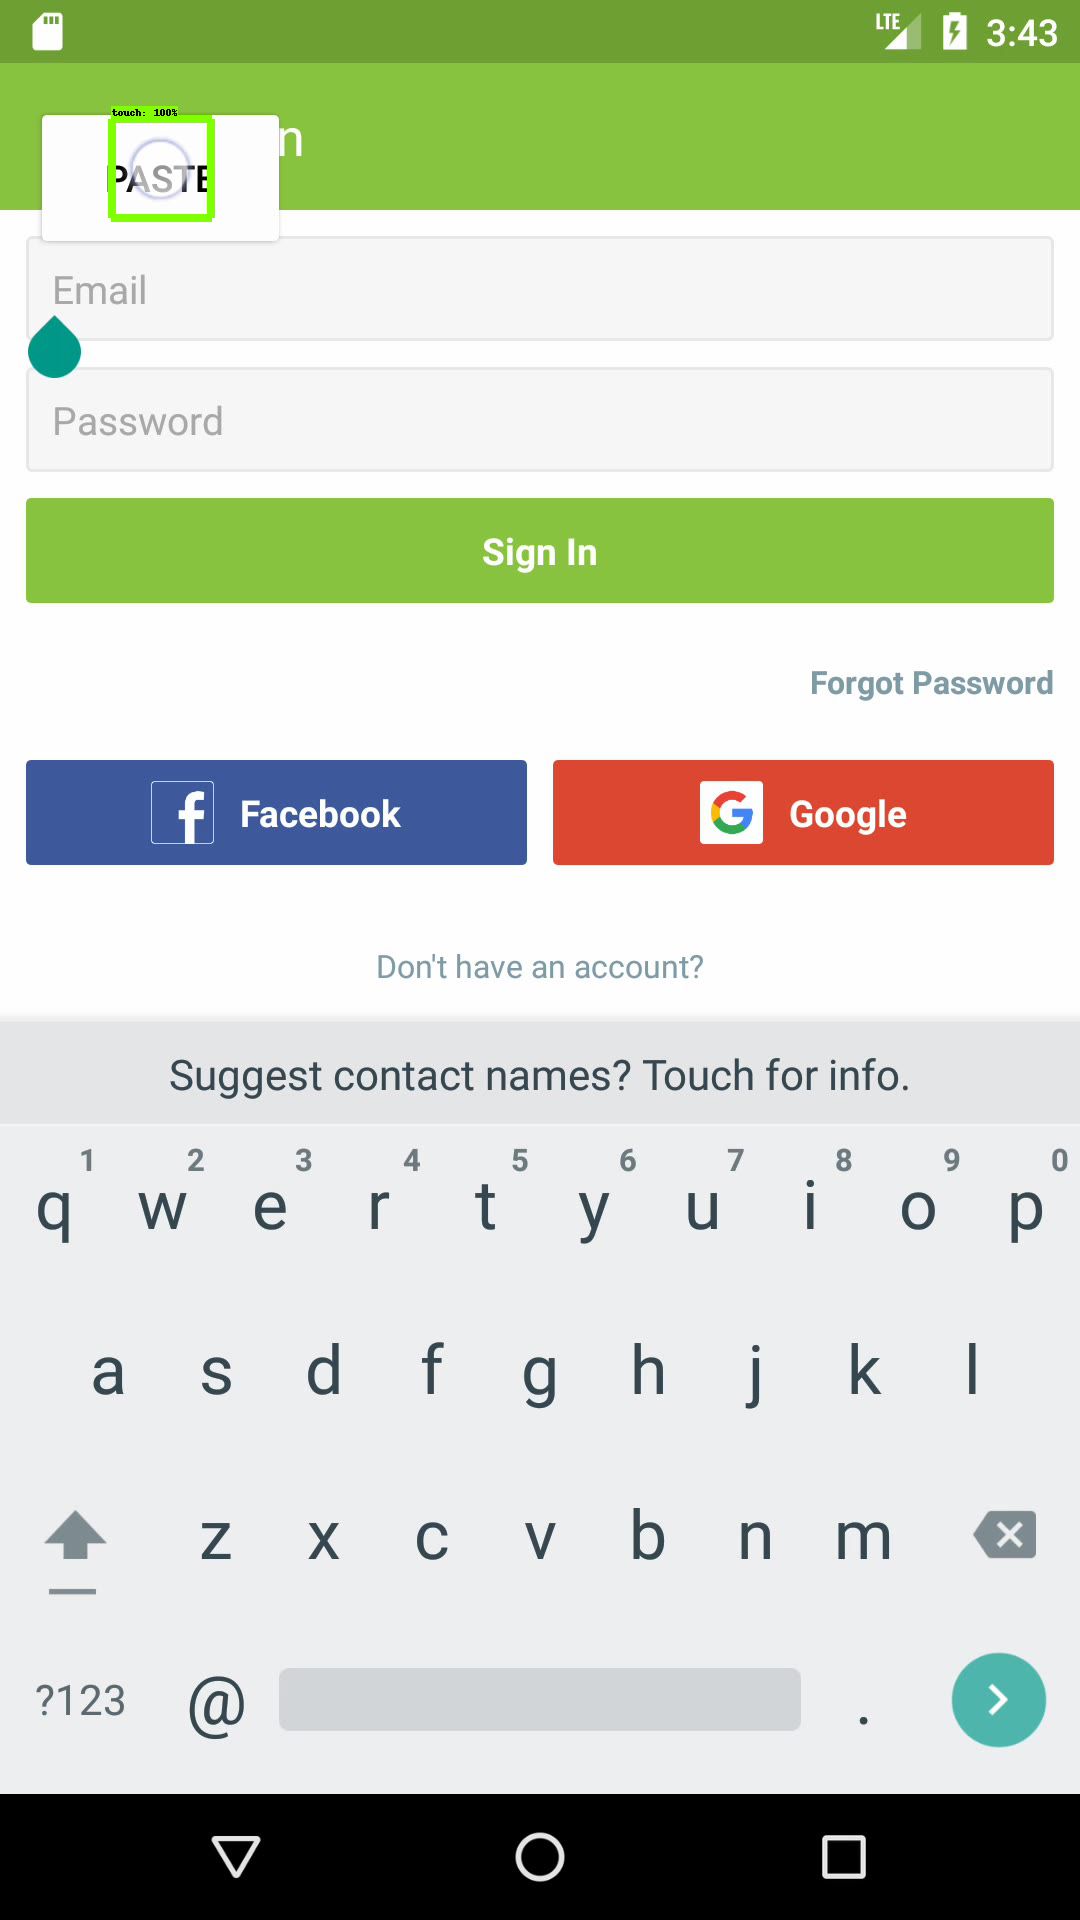 LTE 3:43
touch: 100%
PASTE n
Email
Password
Sign In
Forgot Password
Facebook Google
Don't have an account?
Suggest contact names? Touch for info.
1 2 3 4 5 6 7 8 9 0
q w e r t y u i o p
a s d f g h j k l
z x c v b n m
?123 @ .